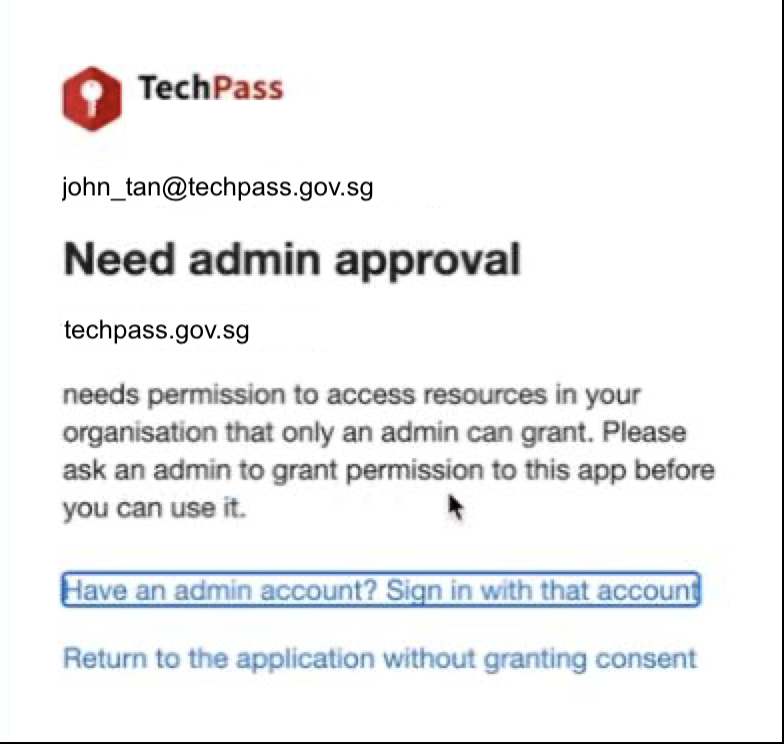 TechPass
john_tan@techpass.gov.sg
Need admin approval
techpass.gov.sg
needs permission to access resources in your
organisation that only an admin can grant. Please
ask an admin to grant permission to this app before
you can use it.
Have an admin account? Sign in with that account
Return to the application without granting consent